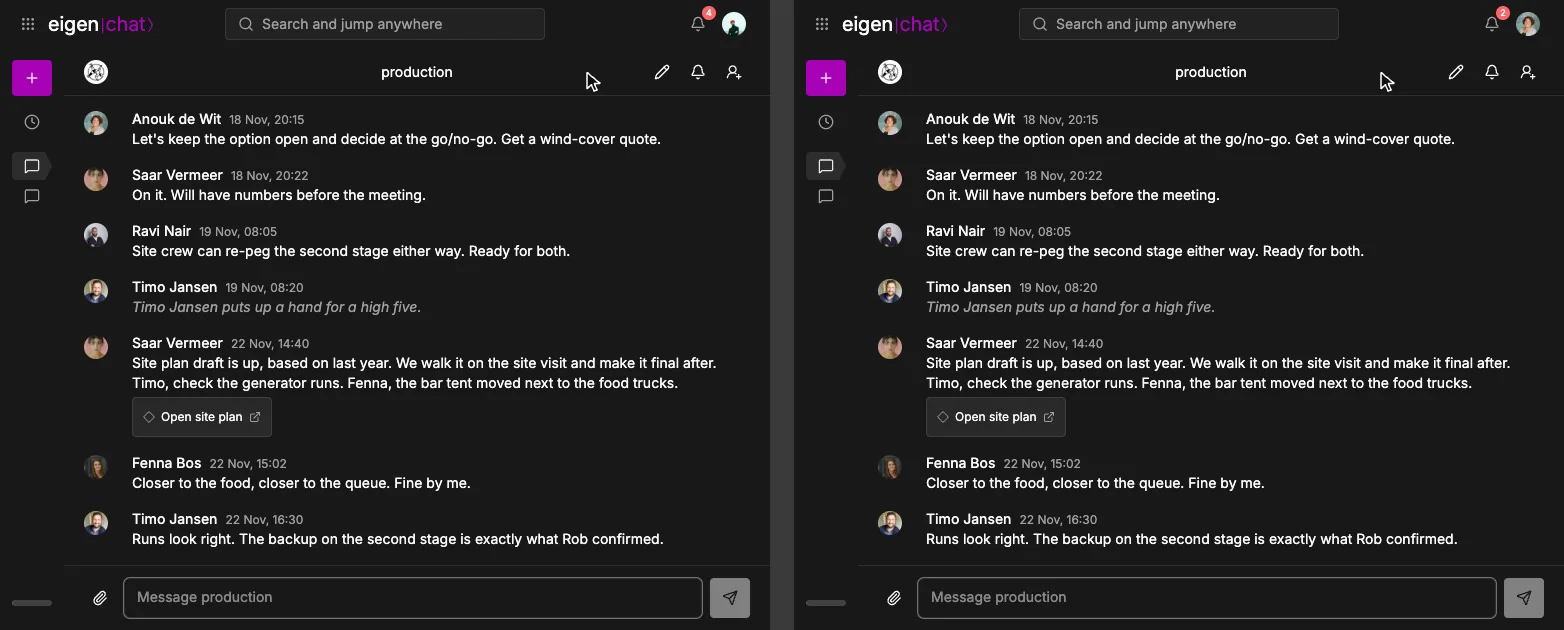 eigen|chat⟩
Search and jump anywhere
4
production
Anouk de Wit 18 Nov, 20:15
Let's keep the option open and decide at the go/no-go. Get a wind-cover quote.
Saar Vermeer 18 Nov, 20:22
On it. Will have numbers before the meeting.
Ravi Nair 19 Nov, 08:05
Site crew can re-peg the second stage either way. Ready for both.
Timo Jansen 19 Nov, 08:20
Timo Jansen puts up a hand for a high five.
Saar Vermeer 22 Nov, 14:40
Site plan draft is up, based on last year. We walk it on the site visit and make it final after.
Timo, check the generator runs. Fenna, the bar tent moved next to the food trucks.
Open site plan
Fenna Bos 22 Nov, 15:02
Closer to the food, closer to the queue. Fine by me.
Timo Jansen 22 Nov, 16:30
Runs look right. The backup on the second stage is exactly what Rob confirmed.
Message production
eigen|chat⟩
Search and jump anywhere
2
production
Anouk de Wit 18 Nov, 20:15
Let's keep the option open and decide at the go/no-go. Get a wind-cover quote.
Saar Vermeer 18 Nov, 20:22
On it. Will have numbers before the meeting.
Ravi Nair 19 Nov, 08:05
Site crew can re-peg the second stage either way. Ready for both.
Timo Jansen 19 Nov, 08:20
Timo Jansen puts up a hand for a high five.
Saar Vermeer 22 Nov, 14:40
Site plan draft is up, based on last year. We walk it on the site visit and make it final after.
Timo, check the generator runs. Fenna, the bar tent moved next to the food trucks.
Open site plan
Fenna Bos 22 Nov, 15:02
Closer to the food, closer to the queue. Fine by me.
Timo Jansen 22 Nov, 16:30
Runs look right. The backup on the second stage is exactly what Rob confirmed.
Message production